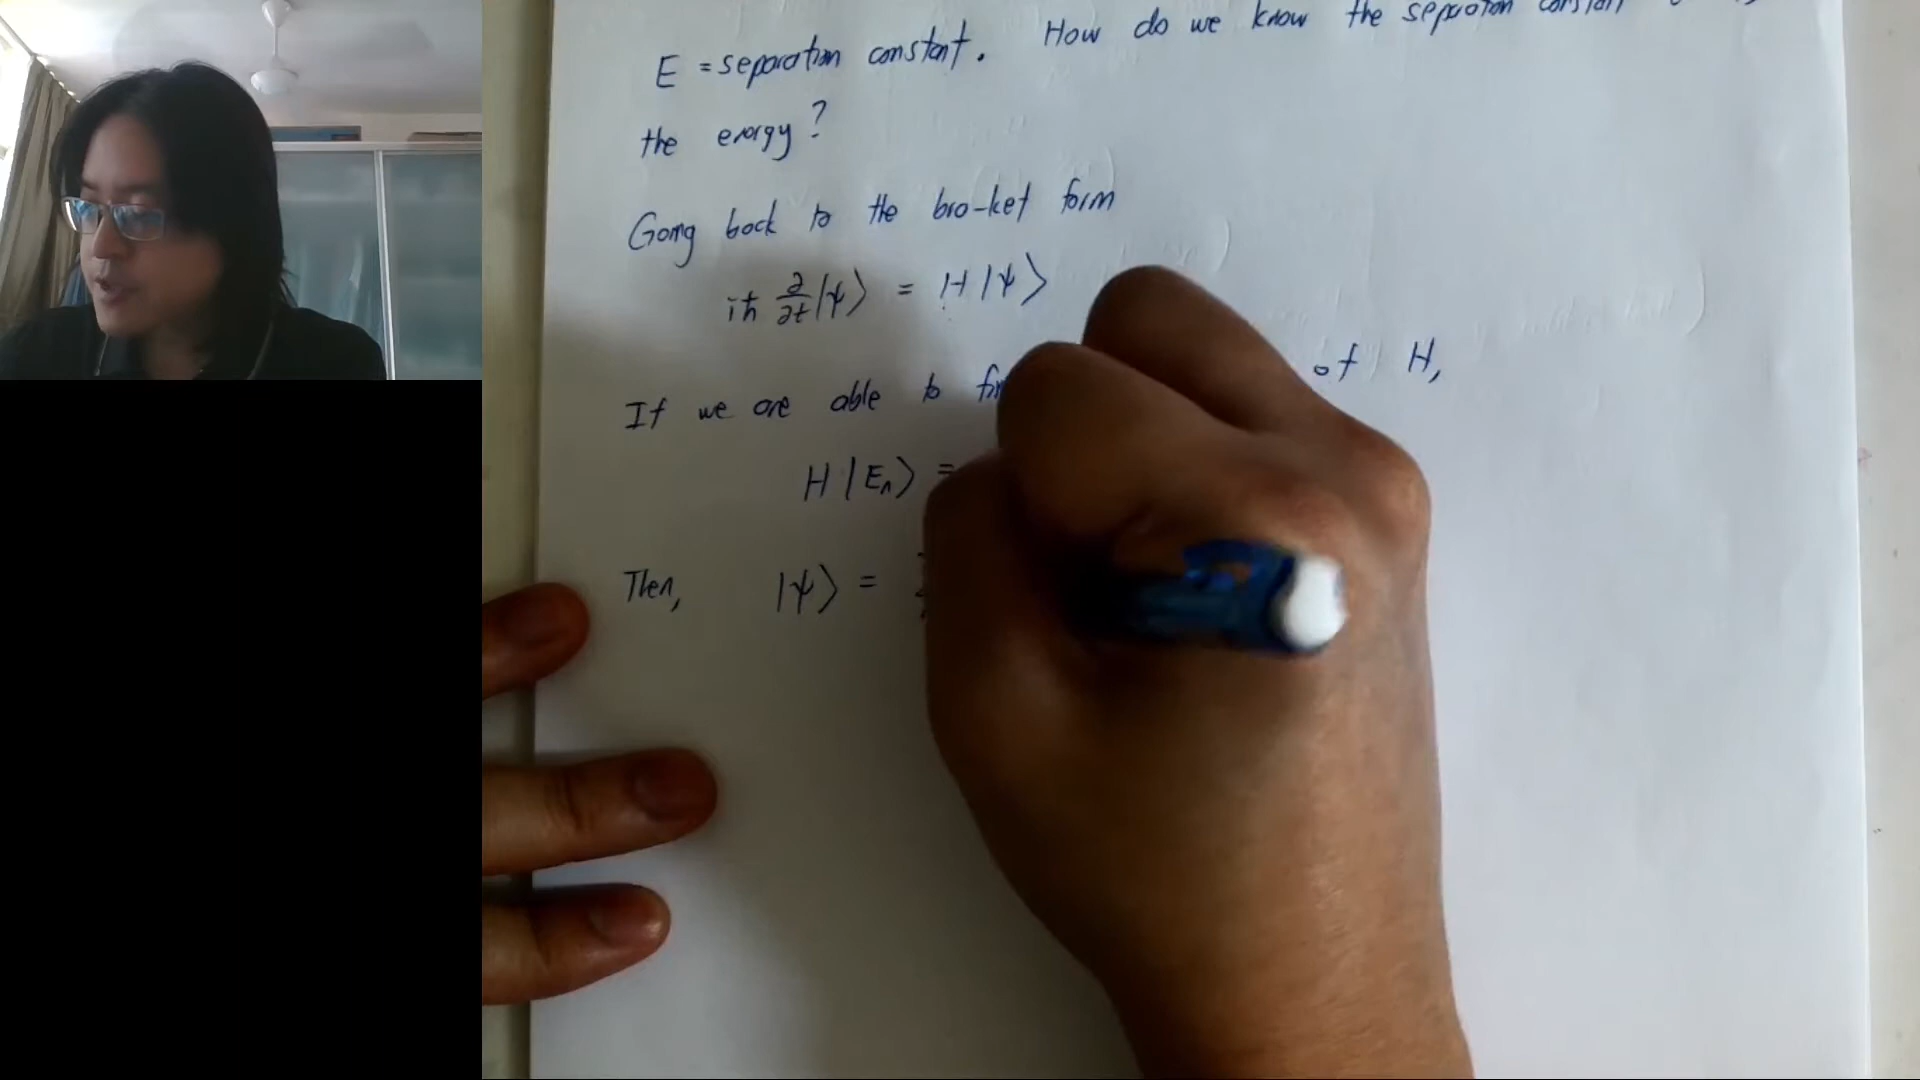 E = separation constant. How do we know the separation
the energy?
Going back to the bra-ket form
iħ ∂/∂t |ψ⟩ = H |ψ⟩
If we are able to of H,
H |Eₙ⟩ =
Then, |ψ⟩ =